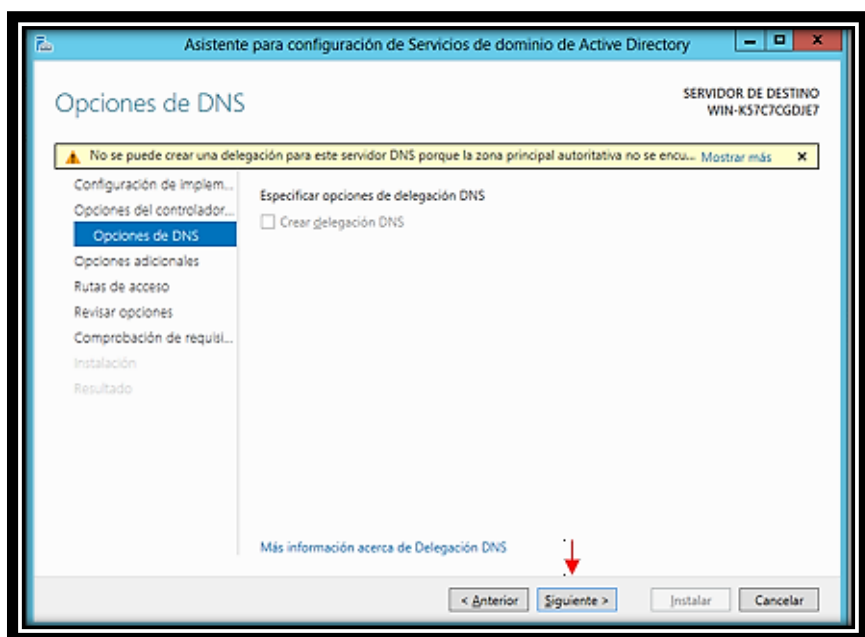 Asistente para configuración de Servicios de dominio de Active Directory
Opciones de DNS
SERVIDOR DE DESTINO
WIN-K57C7CGDJE7
No se puede crear una delegación para este servidor DNS porque la zona principal autoritativa no se encu... Mostrar más
Configuración de implem...
Opciones del controlador...
Opciones de DNS
Opciones adicionales
Rutas de acceso
Revisar opciones
Comprobación de requisi...
Instalación
Resultado
Especificar opciones de delegación DNS
Crear delegación DNS
Más información acerca de Delegación DNS
< Anterior
Siguiente >
Instalar
Cancelar